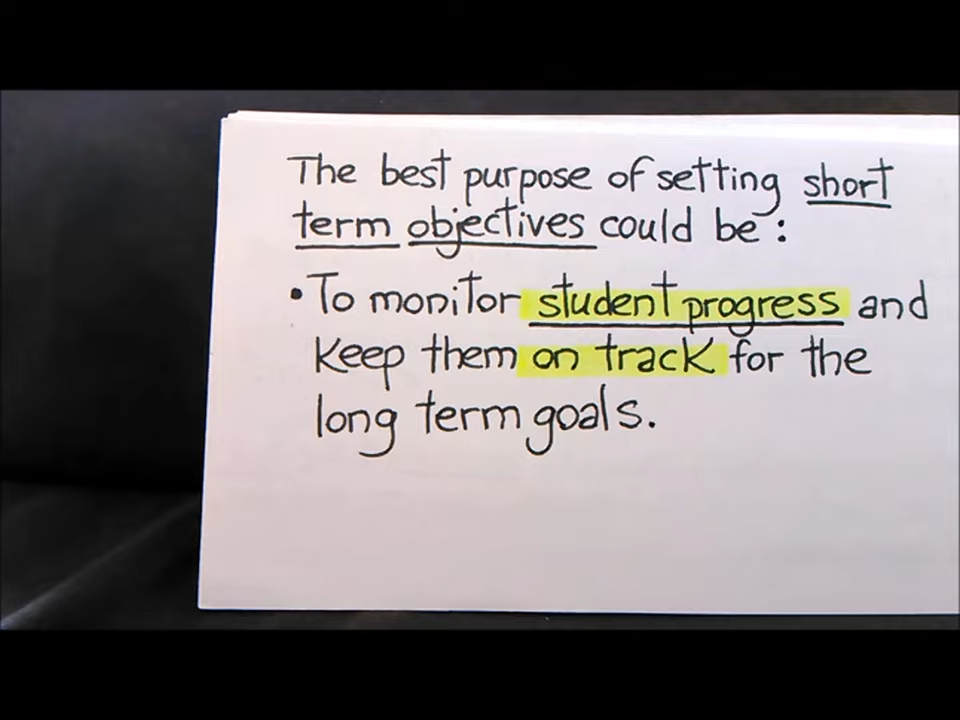 The best purpose of setting short
term objectives could be :
• To monitor student progress and
keep them on track for the
long term goals.